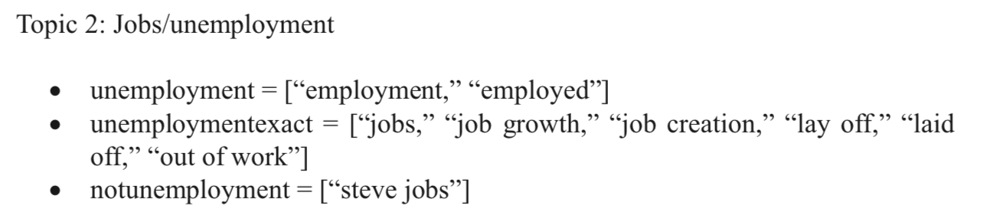 Topic 2: Jobs/unemployment
• unemployment = [“employment,” “employed”]
• unemploymentexact = [“jobs,” “job growth,” “job creation,” “lay off,” “laid
off,” “out of work”]
• notunemployment = [“steve jobs”]